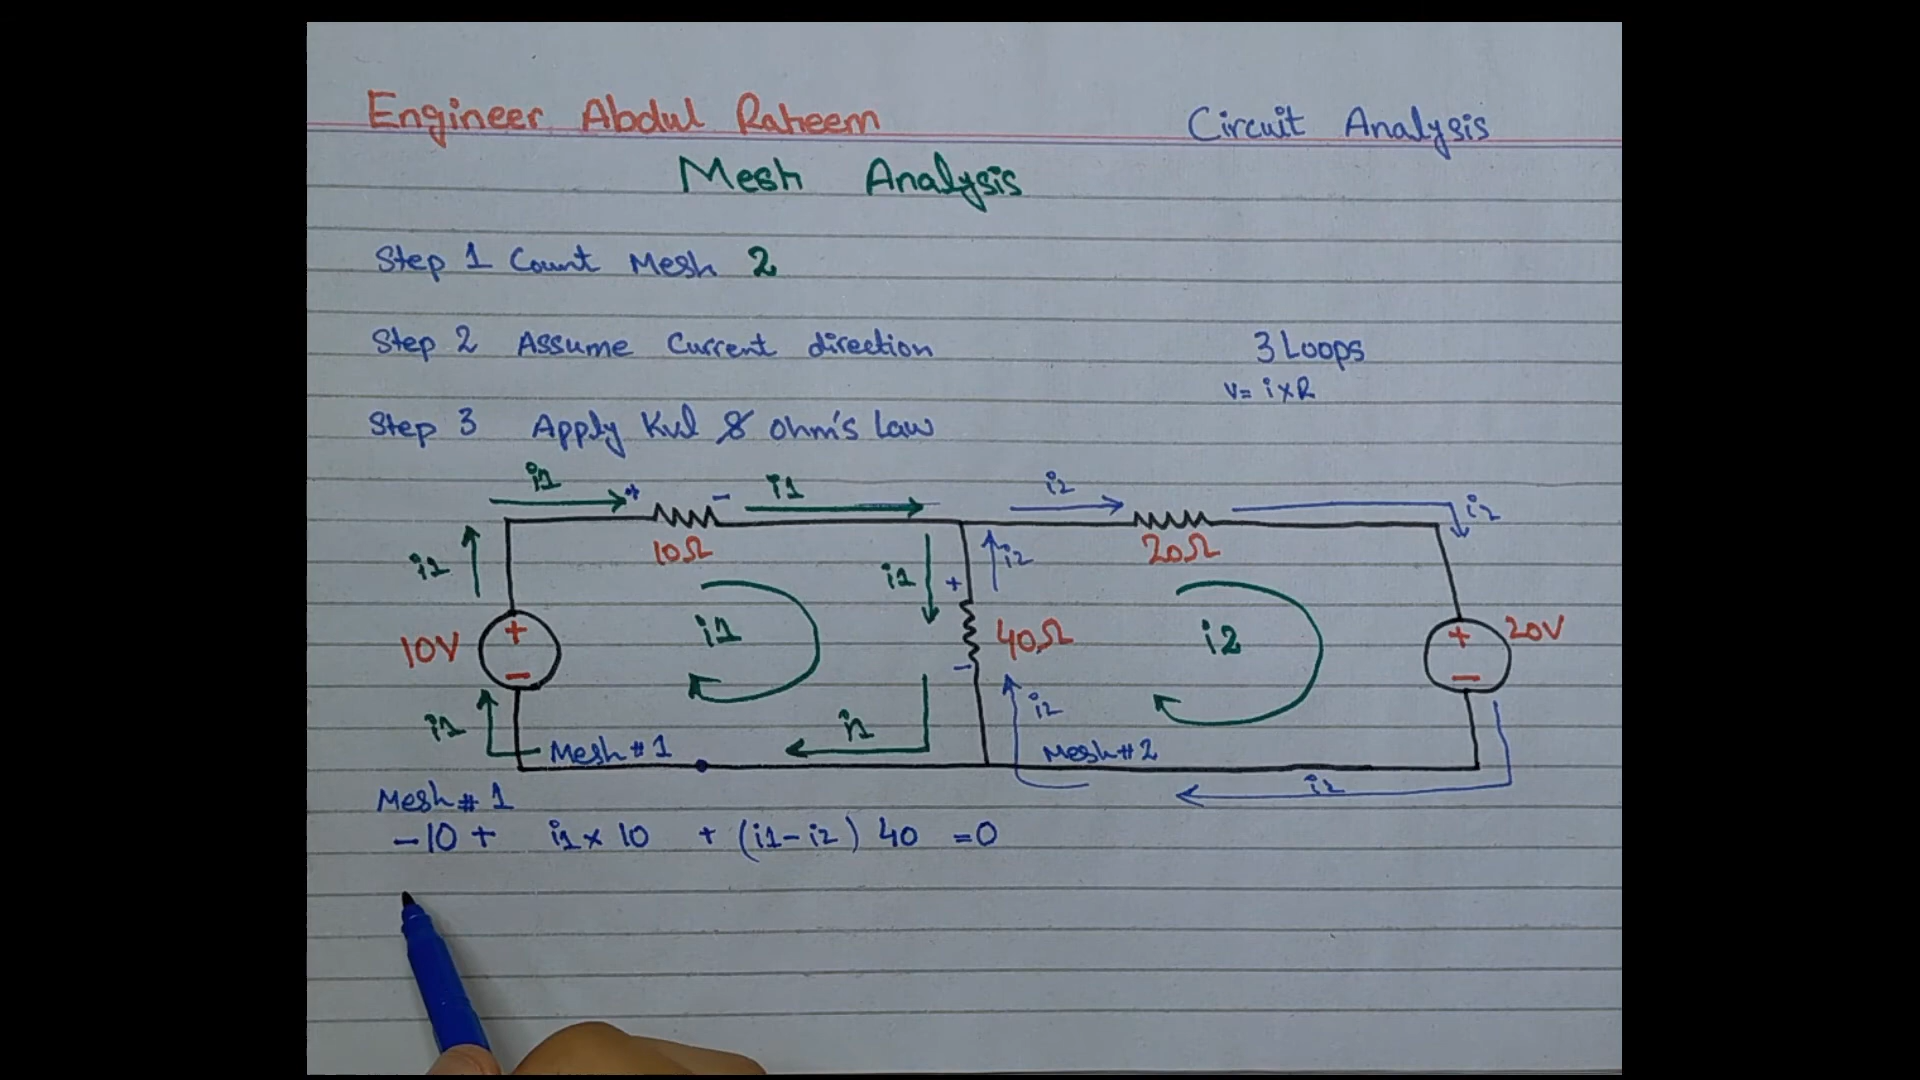 Engineer Abdul Raheem
Circuit Analysis
Mesh Analysis
Step 1 Count Mesh 2
Step 2 Assume Current direction
3 Loops
V= i×R
Step 3 Apply Kvl & ohm's Law
i1
+
-
i1
i2
i2
i1
10Ω
i1
+
i2
20Ω
10V
+
-
i1
40Ω
-
i2
+
-
20V
i1
i1
i2
Mesh #1
Mesh #2
i2
Mesh # 1
-10 + i1 × 10 + (i1-i2) 40 =0